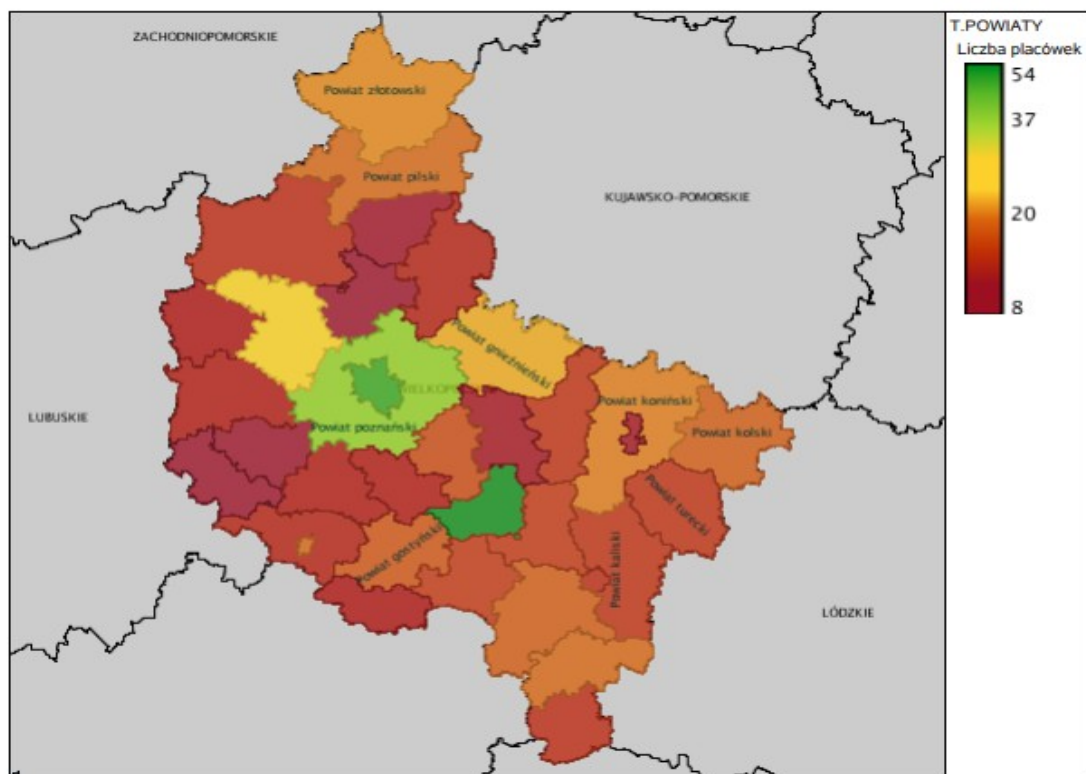 T.POWIATY
Liczba placówek
54
37
20
8
ZACHODNIOPOMORSKIE
Powiat złotowski
Powiat pilski
KUJAWSKO-POMORSKIE
Powiat gnieźnieński
LUBUSKIE
Powiat koniński
Powiat poznański
Powiat kolski
Powiat turecki
Powiat gostyński
Powiat kaliski
ŁÓDZKIE